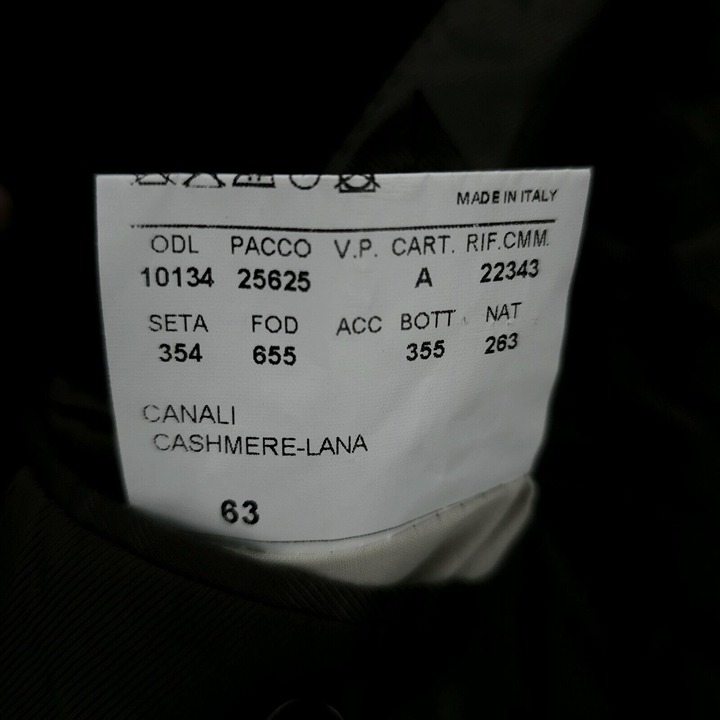 MADE IN ITALY
ODL PACCO V.P. CART. RIF.CMM.
10134 25625 A 22343
SETA FOD ACC BOTT. NAT
354 655 355 263
CANALI
CASHMERE-LANA
63